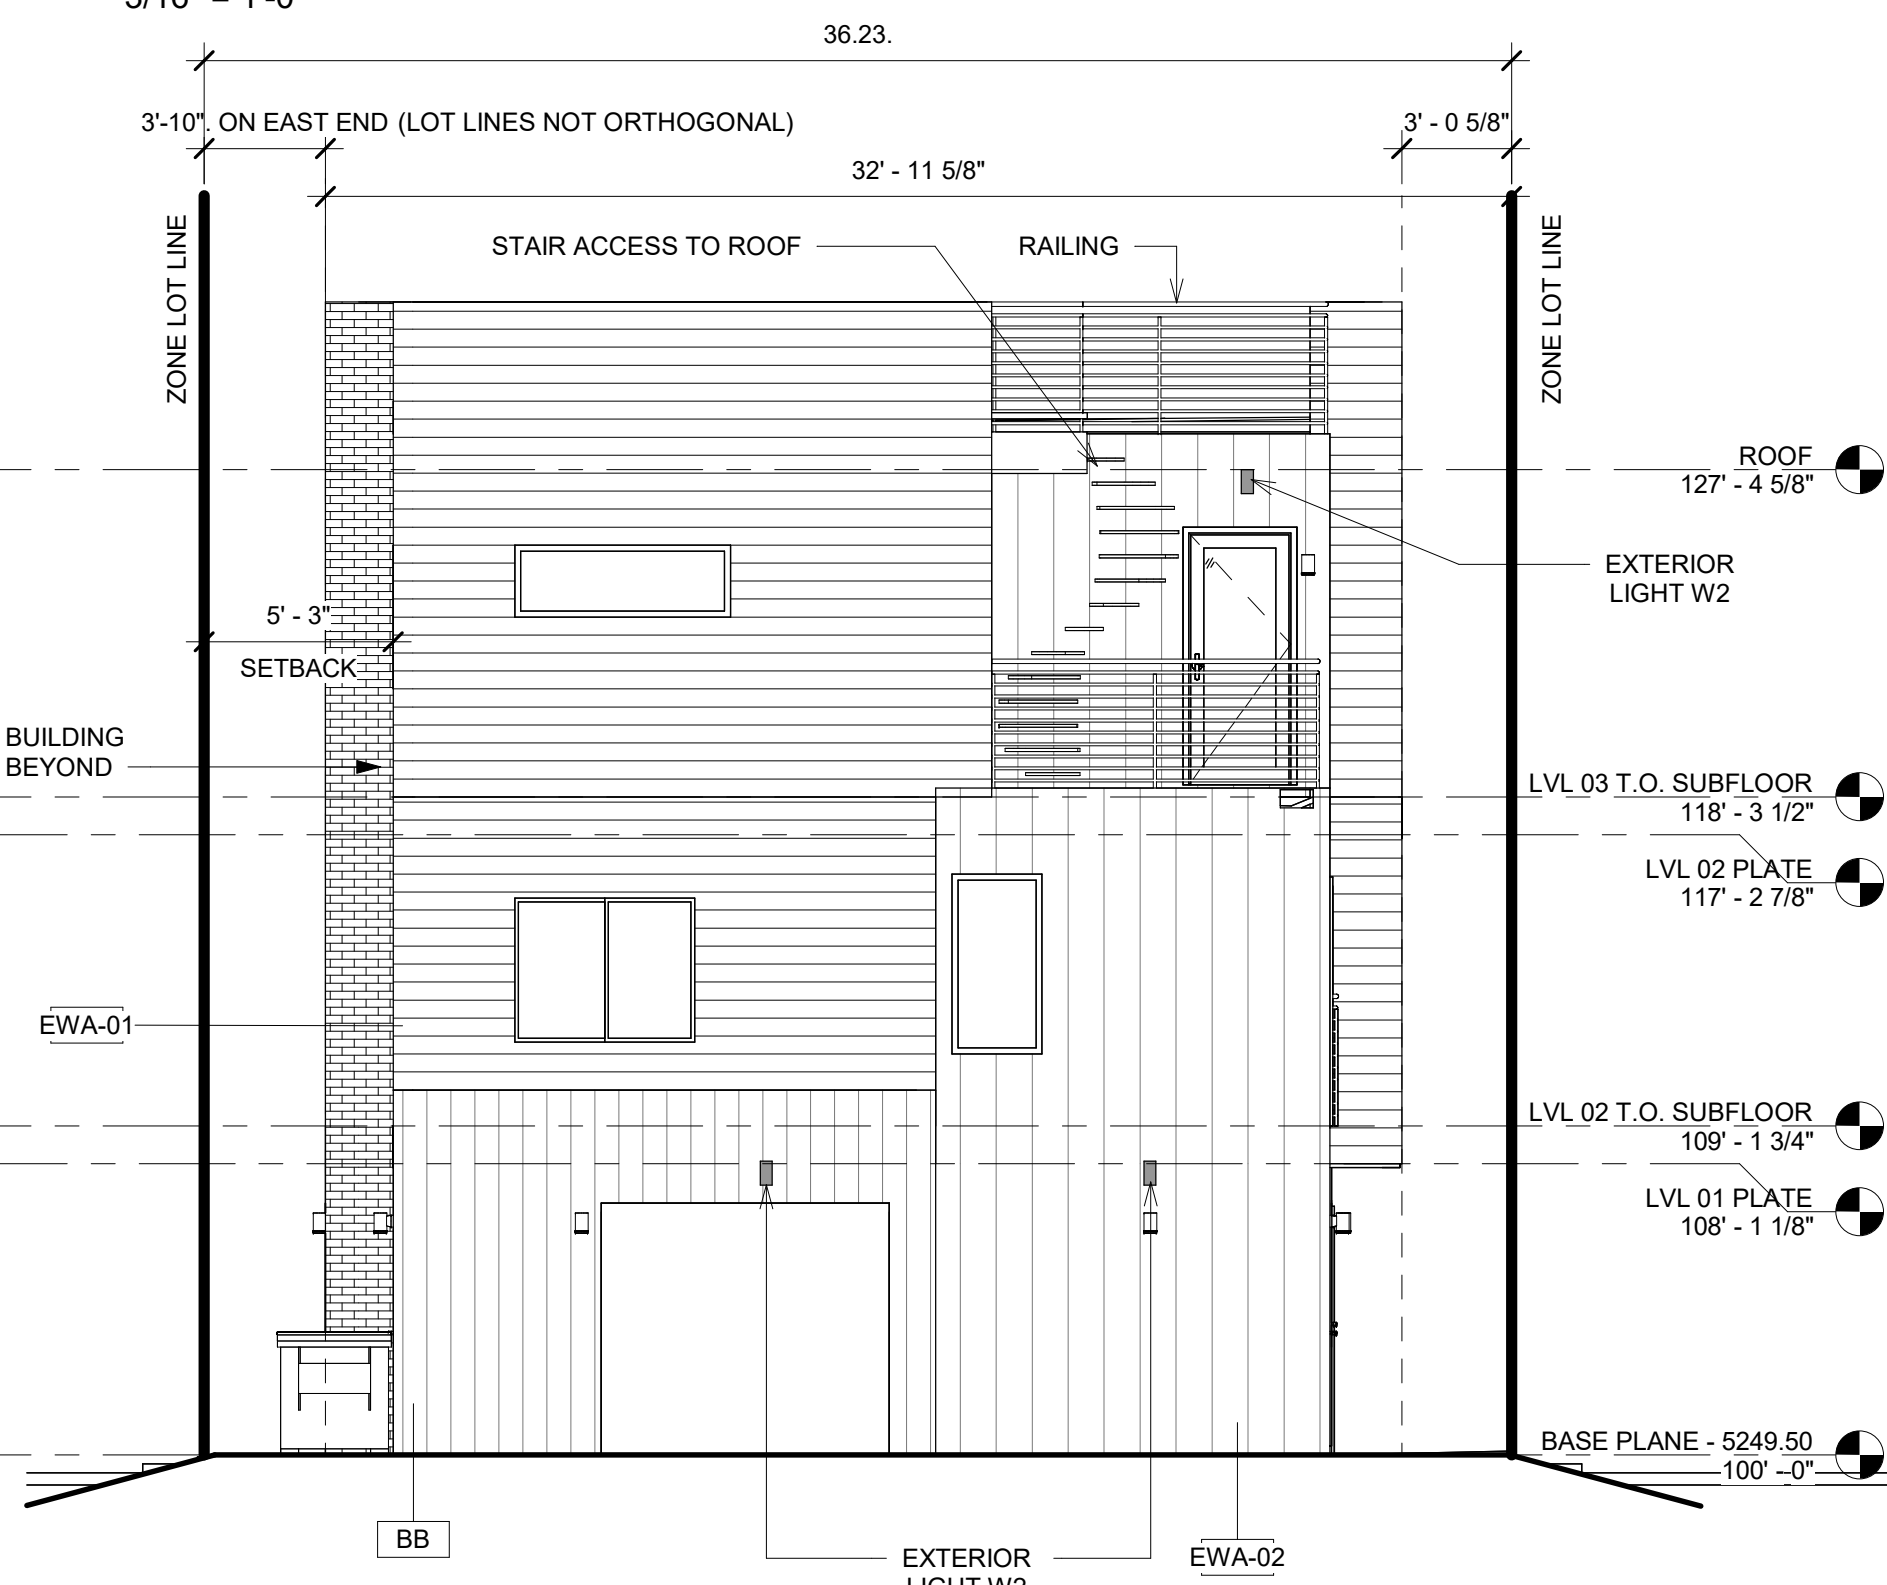 36.23.
3'-10". ON EAST END (LOT LINES NOT ORTHOGONAL)
3' - 0 5/8"
32' - 11 5/8"
ZONE LOT LINE
STAIR ACCESS TO ROOF
RAILING
ZONE LOT LINE
ROOF
127' - 4 5/8"
EXTERIOR
LIGHT W2
5' - 3"
SETBACK
BUILDING
BEYOND
LVL 03 T.O. SUBFLOOR
118' - 3 1/2"
LVL 02 PLATE
117' - 2 7/8"
EWA-01
LVL 02 T.O. SUBFLOOR
109' - 1 3/4"
LVL 01 PLATE
108' - 1 1/8"
BASE PLANE - 5249.50
100' - 0"
BB
EXTERIOR
EWA-02